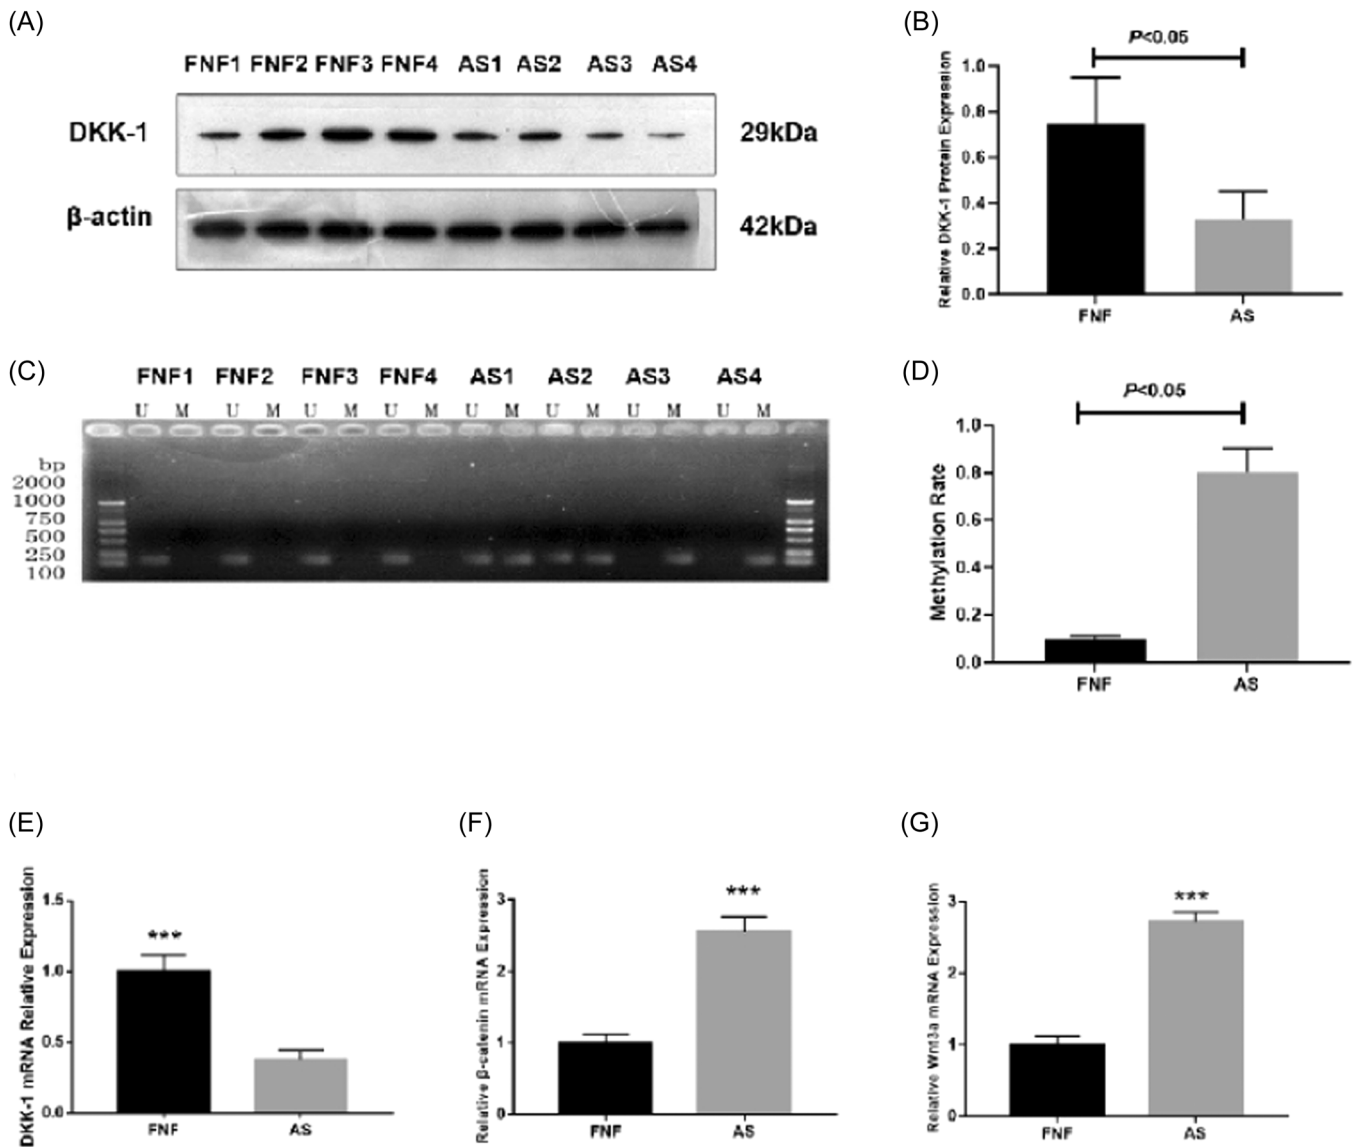 (A)
FNF1 FNF2 FNF3 FNF4 AS1 AS2 AS3 AS4
DKK-1
29kDa
β-actin
42kDa
(B)
P<0.05
Relative DKK-1 Protein Expression
1.0
0.8
0.6
0.4
0.2
0.0
FNF AS
(C)
FNF1 FNF2 FNF3 FNF4 AS1 AS2 AS3 AS4
U M U M U M U M U M U M U M U M
bp
2000
1000
750
500
250
100
(D)
P<0.05
Methylation Rate
1.0
0.8
0.6
0.4
0.2
0.0
FNF AS
(E)
DKK-1 mRNA Relative Expression
1.5
1.0
0.5
0.0
***
FNF AS
(F)
Relative β-catenin mRNA Expression
3
2
1
0
***
FNF AS
(G)
Relative Wnt3a mRNA Expression
3
2
1
0
***
FNF AS